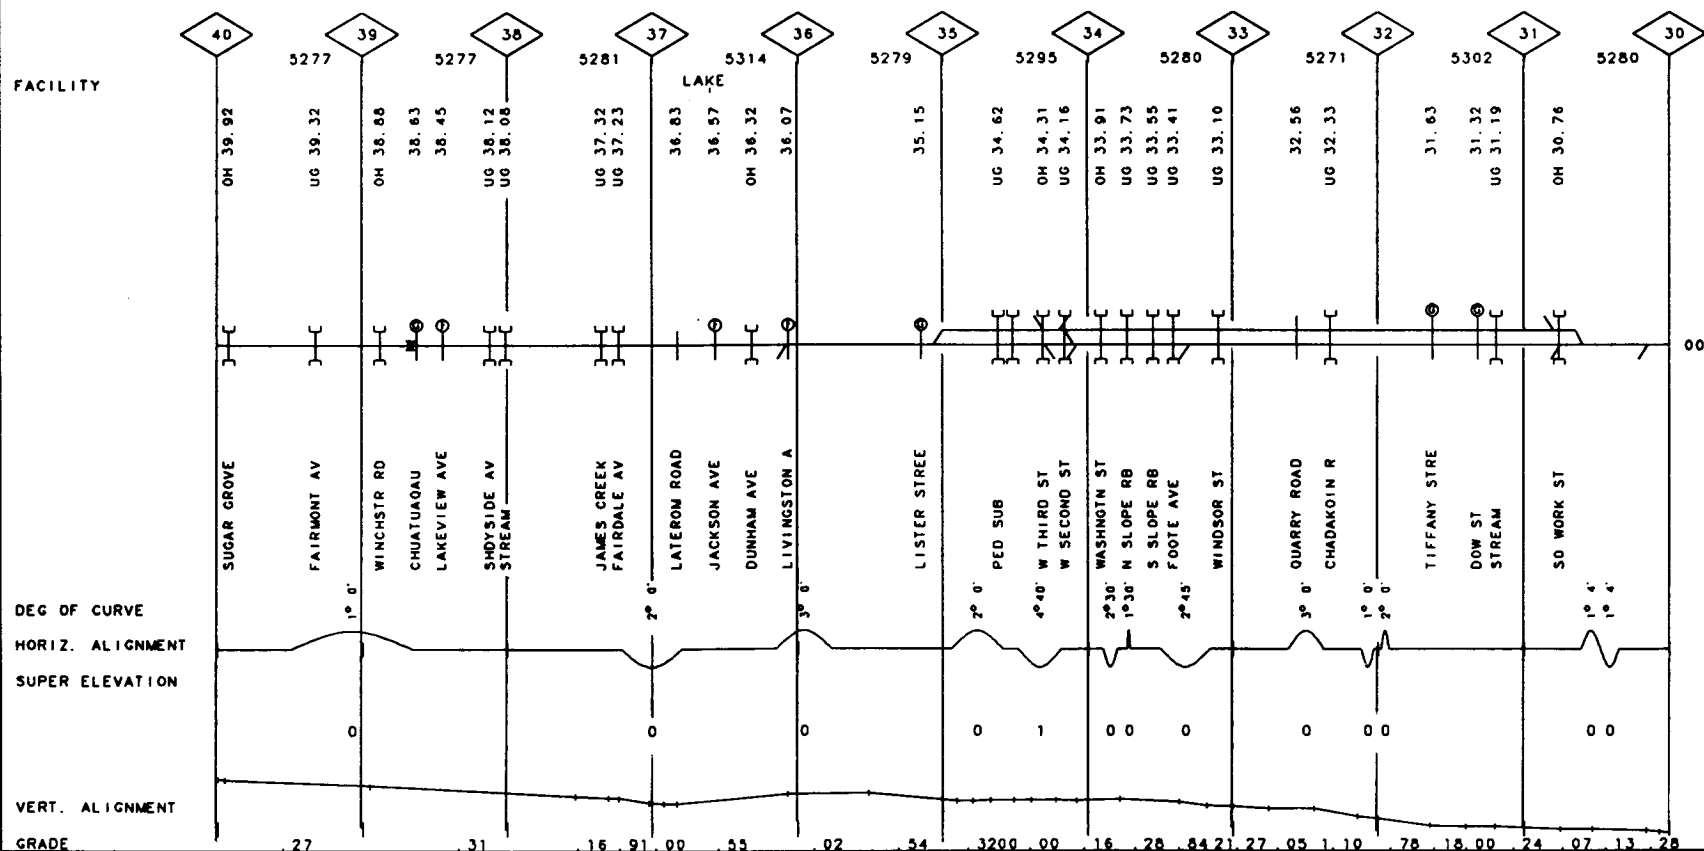 40 39 38 37 36 35 34 33 32 31 30
5277 5277 5281 5314 5279 5295 5280 5271 5302 5280
FACILITY
LAKE
OH 39.92
UG 39.32
OH 38.88
38.63
38.45
UG 38.12
UG 38.08
UG 37.32
UG 37.23
36.83
36.57
OH 36.32
36.07
35.15
UG 34.62
OH 34.31
UG 34.16
OH 33.91
UG 33.73
UG 33.55
UG 33.41
UG 33.10
32.56
UG 32.33
31.63
31.32
UG 31.19
OH 30.76
00
SUGAR GROVE
FAIRMONT AV
WINCHSTR RD
CHUATUAQAU
LAKEVIEW AVE
SHDYSIDE AV
STREAM
JAMES CREEK
FAIRDALE AV
LATEROM ROAD
JACKSON AVE
DUNHAM AVE
LIVINGSTON A
LISTER STREE
PED SUB
W THIRD ST
W SECOND ST
WASHNGTN ST
N SLOPE RB
S SLOPE RB
FOOTE AVE
WINDSOR ST
QUARRY ROAD
CHADAKOIN R
TIFFANY STRE
DOW ST
STREAM
SO WORK ST
DEG OF CURVE
1° 0' 2° 0' 3° 0' 2° 0' 4°40' 2°30' 1°30' 2°45' 3° 0' 1° 0' 2° 0' 1° 4' 1° 4'
HORIZ. ALIGNMENT
SUPER ELEVATION
0 0 0 0 1 0 0 0 0 0 0 0 0
VERT. ALIGNMENT
GRADE .27 .31 .16 .91 .00 .55 .02 .54 .3200 .00 .16 .28 .84 21.27 .05 1.10 .78 .18.00 .24 .07 .13 .28